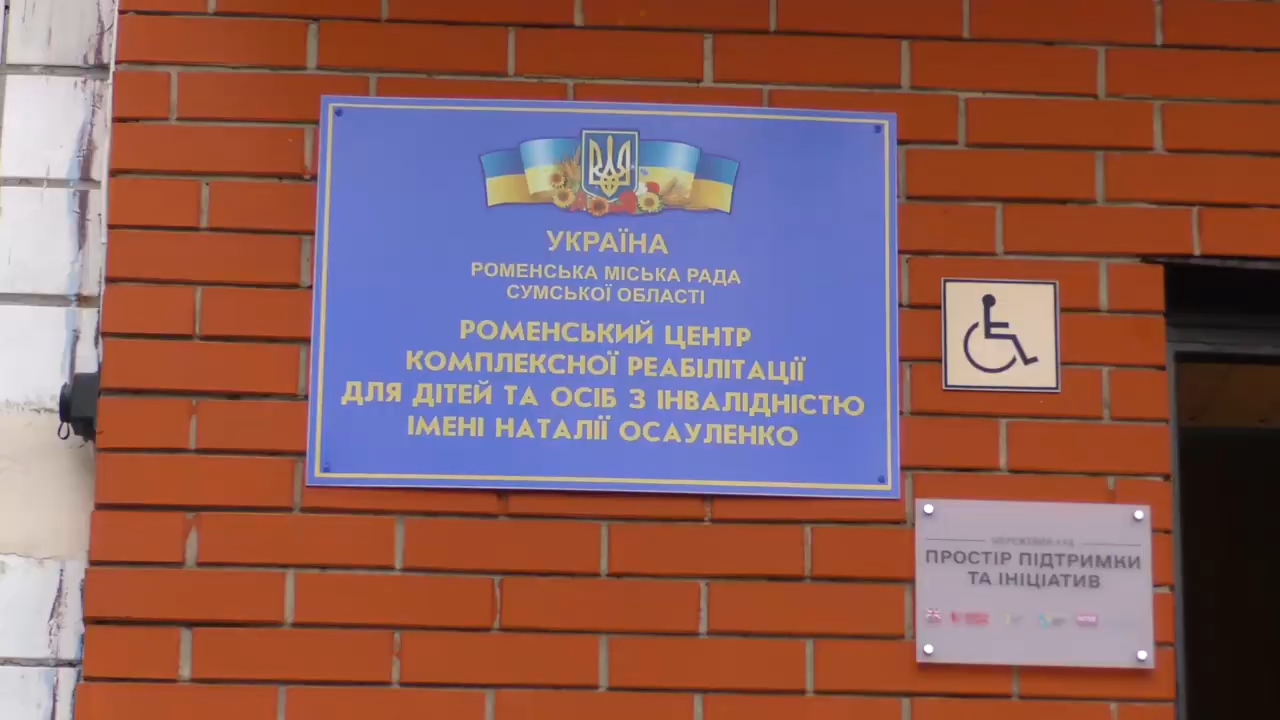 УКРАЇНА
РОМЕНСЬКА МІСЬКА РАДА
СУМСЬКОЇ ОБЛАСТІ
РОМЕНСЬКИЙ ЦЕНТР
КОМПЛЕКСНОЇ РЕАБІЛІТАЦІЇ
ДЛЯ ДІТЕЙ ТА ОСІБ З ІНВАЛІДНІСТЮ
ІМЕНІ НАТАЛІЇ ОСАУЛЕНКО
ПРОСТІР ПІДТРИМКИ
ТА ІНІЦІАТИВ